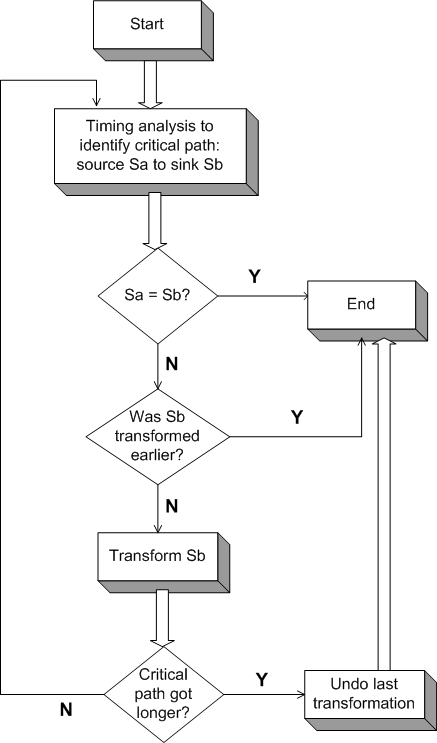 Start
Timing analysis to
identify critical path:
source Sa to sink Sb
Sa = Sb?
Y
End
N
Was Sb
transformed
earlier?
Y
N
Transform Sb
Critical
path got
longer?
Y
N
Undo last
transformation